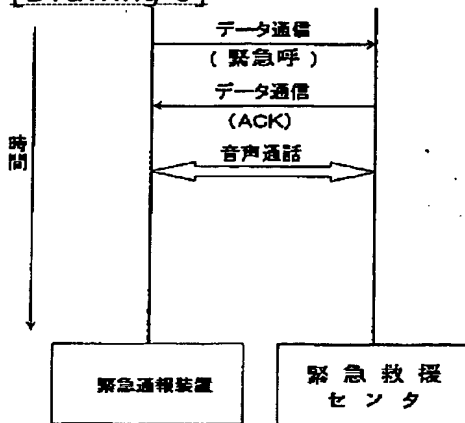 データ通信
(緊急呼)
データ通信
(ACK)
音声通話
時間
緊急通報装置
緊急救援
センタ